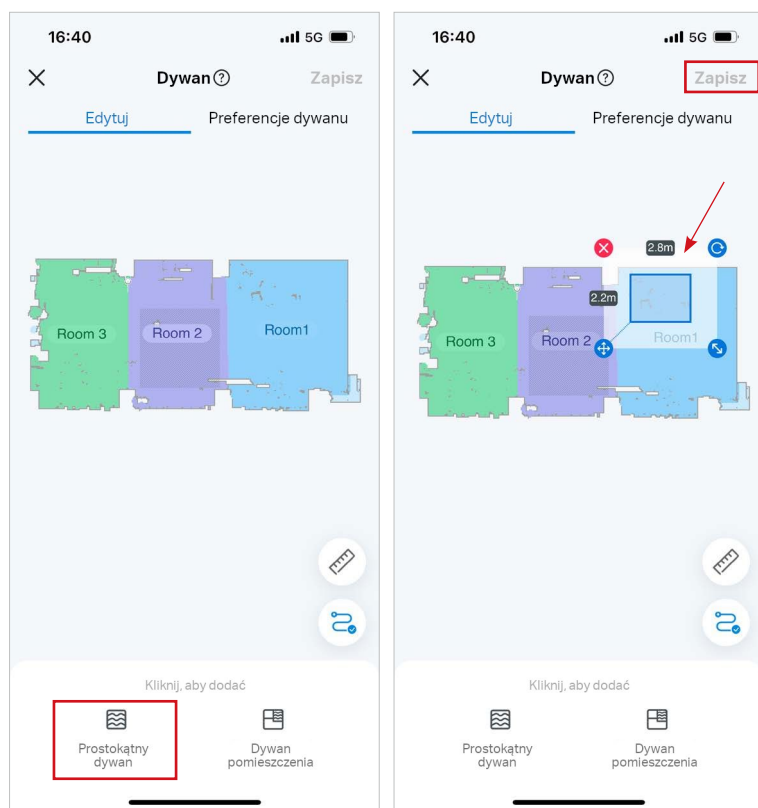 16:40
5G
Dywan ?
Zapisz
Edytuj
Preferencje dywanu
Room 3
Room 2
Room1
Kliknij, aby dodać
Prostokątny
dywan
Dywan
pomieszczenia
16:40
5G
Dywan ?
Zapisz
Edytuj
Preferencje dywanu
2.8m
2.2m
Room 3
Room 2
Room1
Kliknij, aby dodać
Prostokątny
dywan
Dywan
pomieszczenia